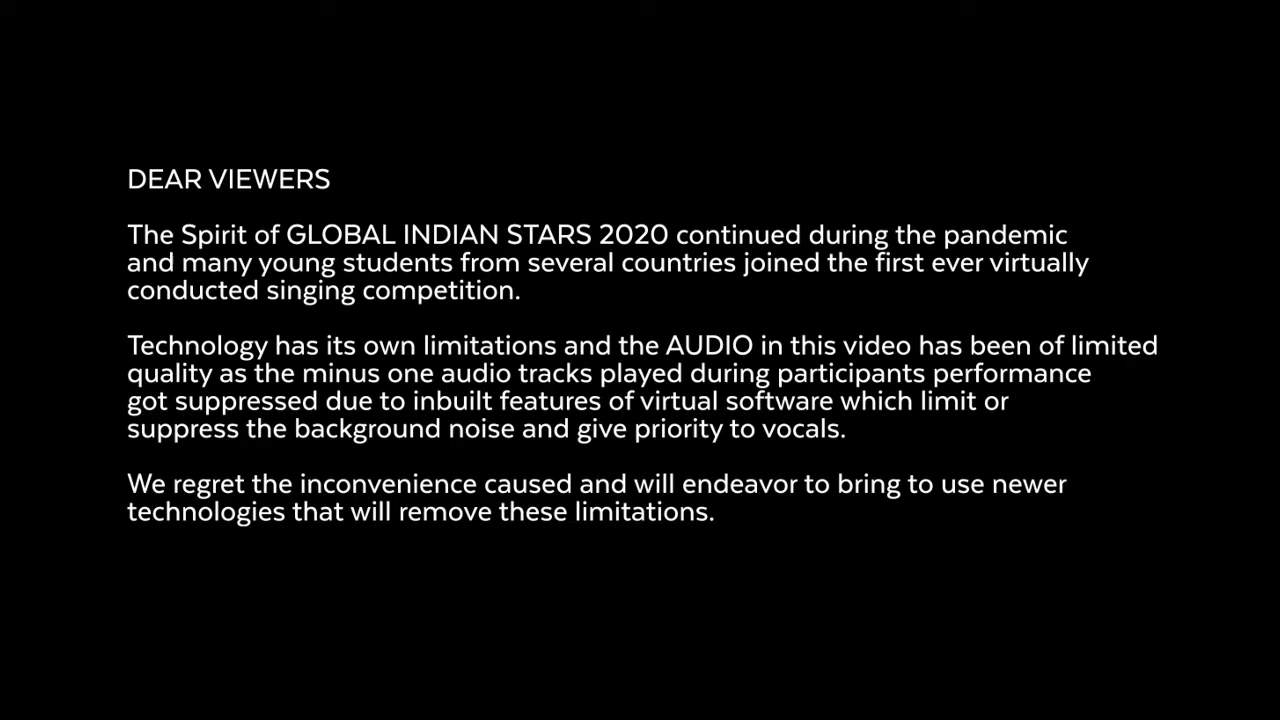 DEAR VIEWERS
The Spirit of GLOBAL INDIAN STARS 2020 continued during the pandemic
and many young students from several countries joined the first ever virtually
conducted singing competition.
Technology has its own limitations and the AUDIO in this video has been of limited
quality as the minus one audio tracks played during participants performance
got suppressed due to inbuilt features of virtual software which limit or
suppress the background noise and give priority to vocals.
We regret the inconvenience caused and will endeavor to bring to use newer
technologies that will remove these limitations.